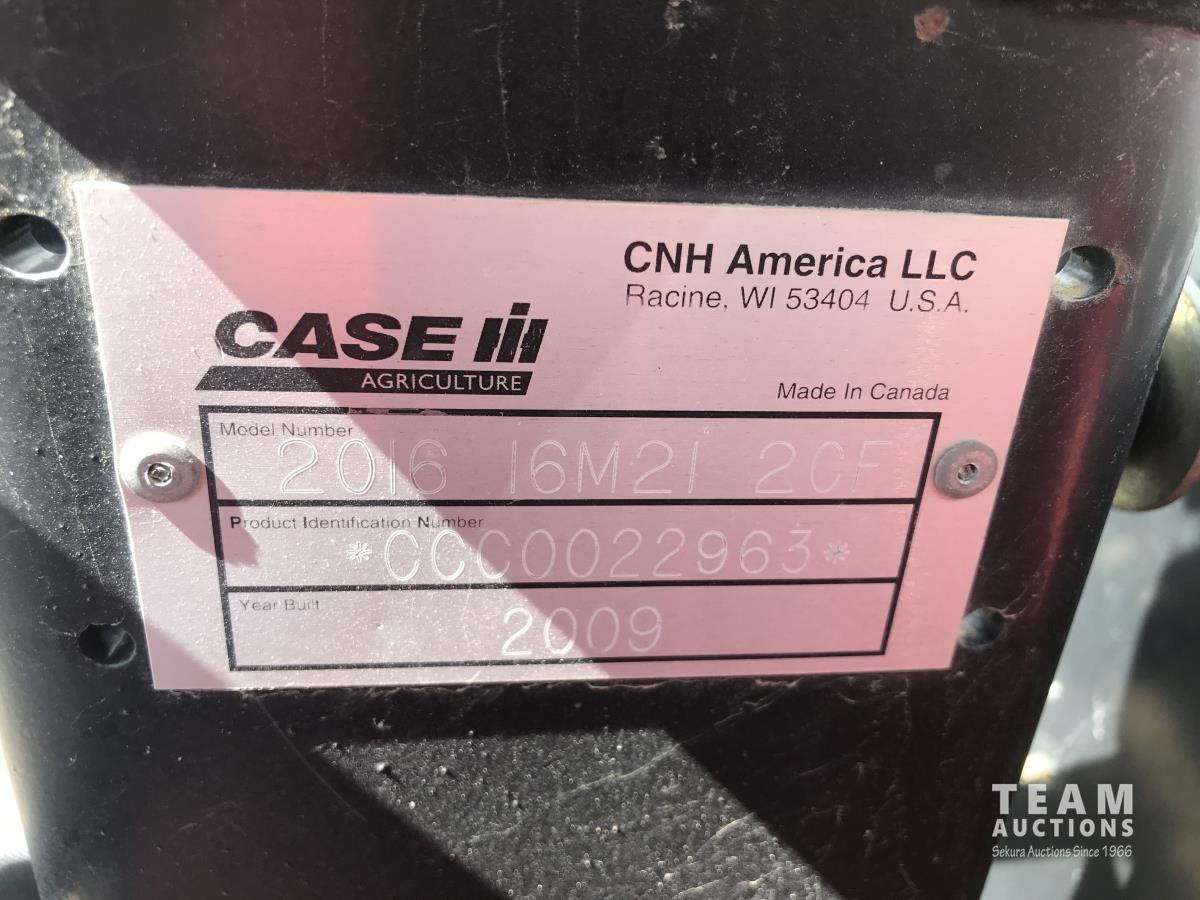 CNH America LLC
Racine, WI 53404 U.S.A.
CASE IH
AGRICULTURE
Made In Canada
Model Number
2016 16M21 2CF
Product Identification Number
*CCC0022963*
Year Built
2009
TEAM
AUCTIONS
Sekura Auctions Since 1966